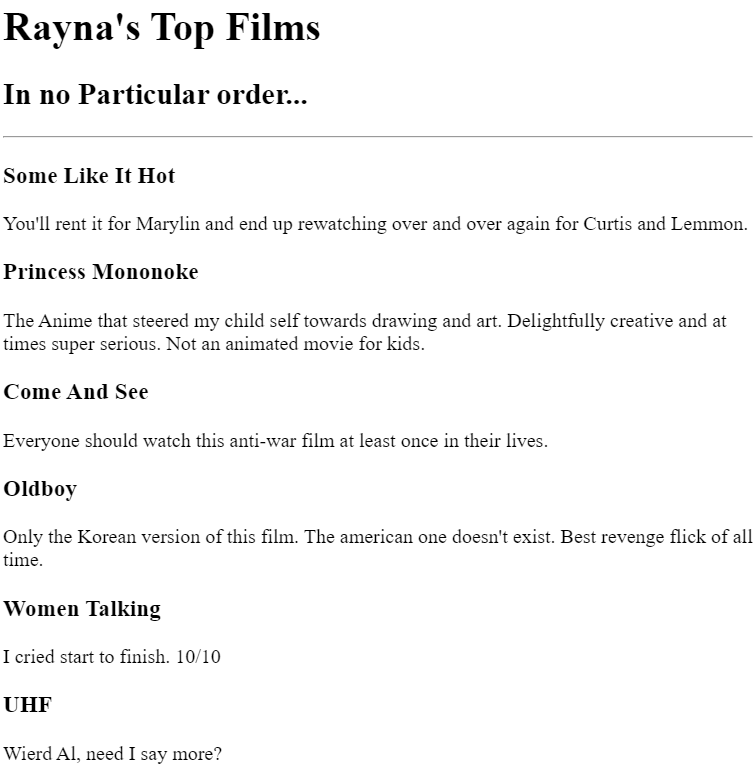 Rayna's Top Films
In no Particular order...
Some Like It Hot
You'll rent it for Marylin and end up rewatching over and over again for Curtis and Lemmon.
Princess Mononoke
The Anime that steered my child self towards drawing and art. Delightfully creative and at
times super serious. Not an animated movie for kids.
Come And See
Everyone should watch this anti-war film at least once in their lives.
Oldboy
Only the Korean version of this film. The american one doesn't exist. Best revenge flick of all
time.
Women Talking
I cried start to finish. 10/10
UHF
Wierd Al, need I say more?